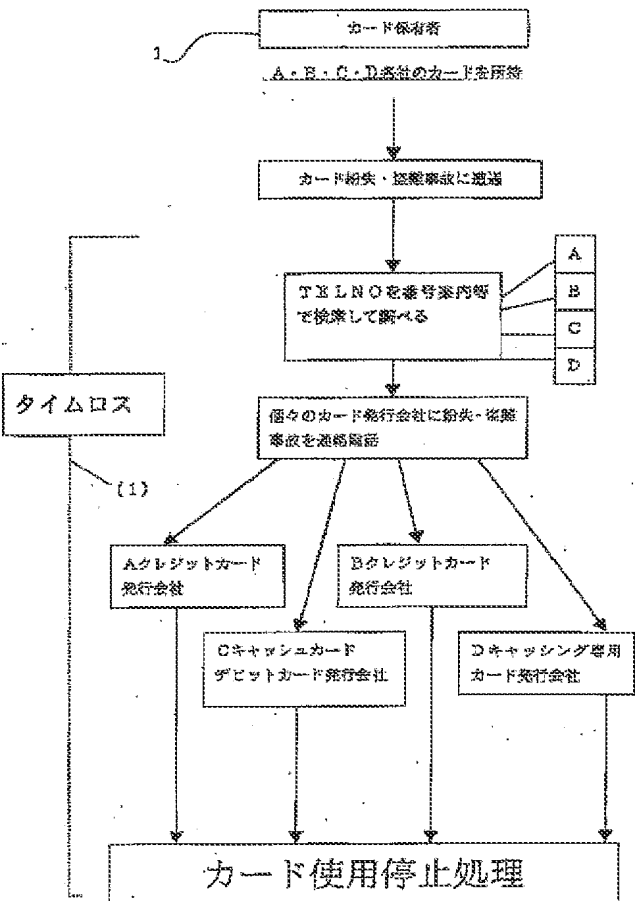 カード保有者
1
A・B・C・D各社のカードを所持
カード紛失・盗難事故に遭遇
TELNOを番号案内等
で検索して調べる
A
B
C
D
タイムロス
(1)
個々のカード発行会社に紛失・盗難
事故を連絡電話
Aクレジットカード
発行会社
Bクレジットカード
発行会社
Cキャッシュカード
デビットカード発行会社
Dキャッシング専用
カード発行会社
カード使用停止処理